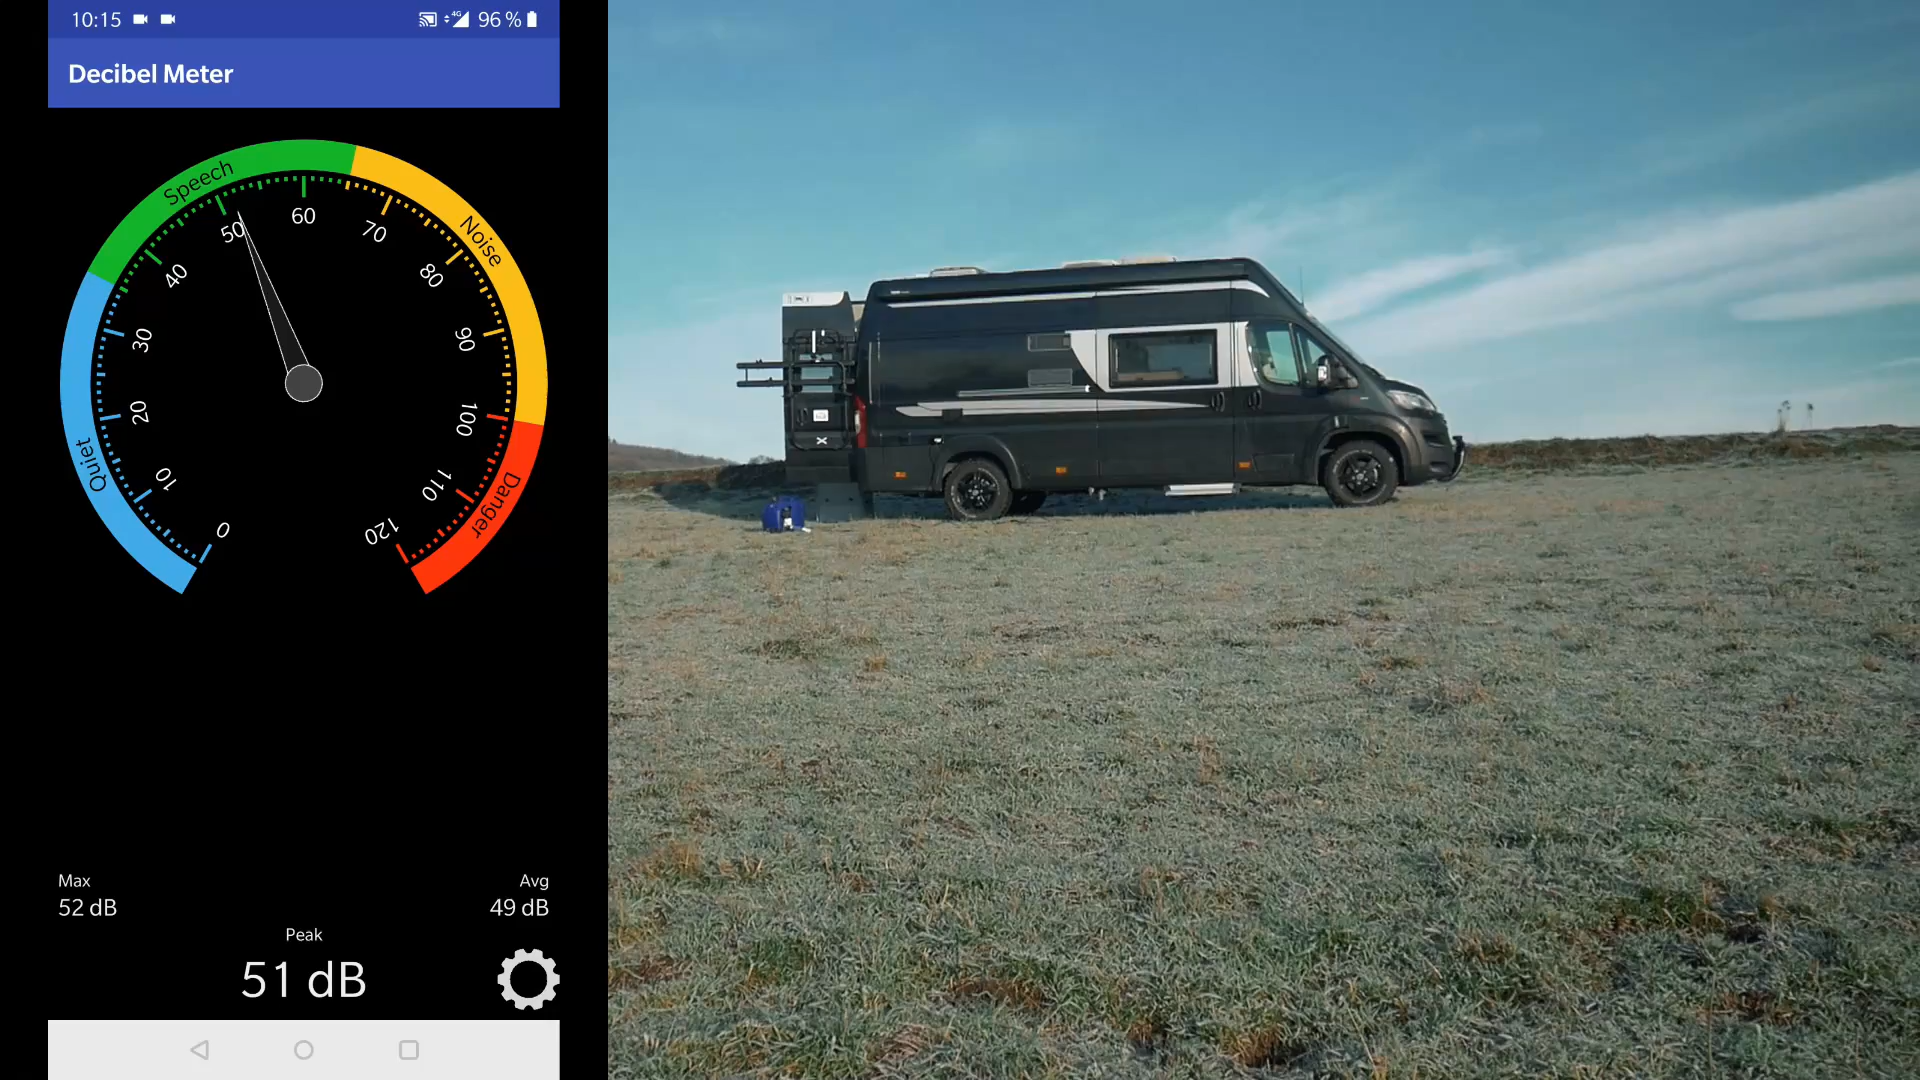 10:15 4G 96 %
Decibel Meter
Quiet
Speech
Noise
Danger
0
10
20
30
40
50
60
70
80
90
100
110
120
Max
52 dB
Avg
49 dB
Peak
51 dB